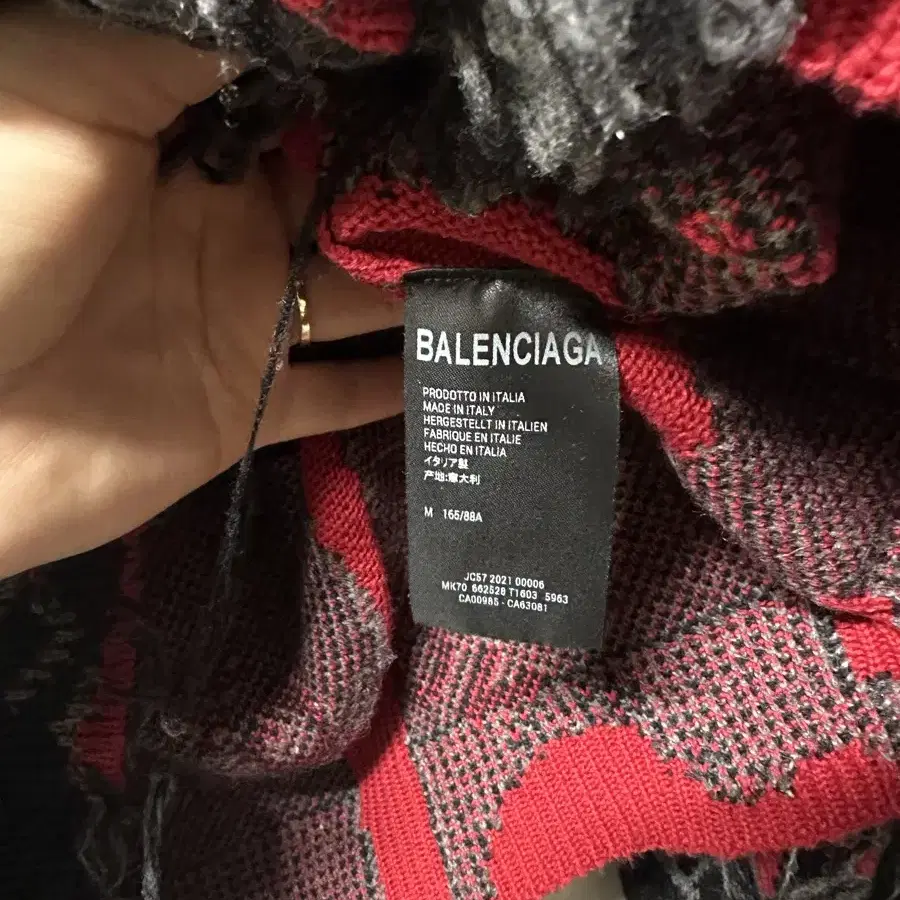 BALENCIAGA
PRODOTTO IN ITALIA
MADE IN ITALY
HERGESTELLT IN ITALIEN
FABRIQUE EN ITALIE
HECHO EN ITALIA
イタリア製
产地:意大利
M 165/88A
JC57 2021 00006
MK70 662528 T1603 5963
CA00985 - CA63081